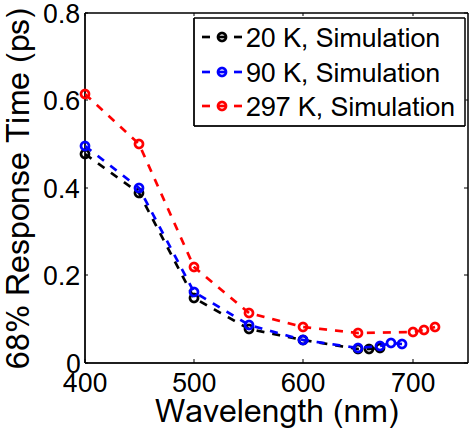 0.8
0.6
0.4
0.2
0
68% Response Time (ps)
20 K, Simulation
90 K, Simulation
297 K, Simulation
400 500 600 700
Wavelength (nm)